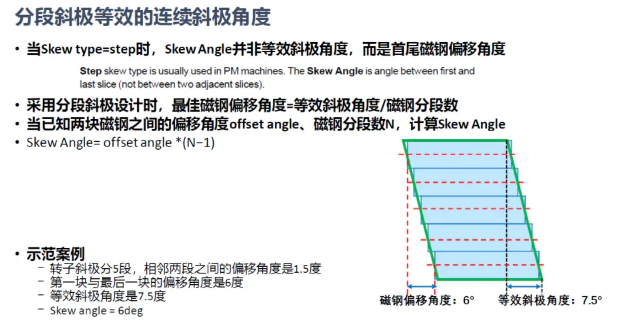 分段斜极等效的连续斜极角度
• 当Skew type=step时，Skew Angle并非等效斜极角度，而是首尾磁钢偏移角度
Step skew type is usually used in PM machines. The Skew Angle is angle between first and
last slice (not between two adjacent slices).
• 采用分段斜极设计时，最佳磁钢偏移角度=等效斜极角度/磁钢分段数
• 当已知两块磁钢之间的偏移角度offset angle、磁钢分段数N，计算Skew Angle
• Skew Angle= offset angle *(N−1)
• 示范案例
− 转子斜极分5段，相邻两段之间的偏移角度是1.5度
− 第一块与最后一块的偏移角度是6度
− 等效斜极角度是7.5度
− Skew angle = 6deg
磁钢偏移角度：6° 等效斜极角度：7.5°